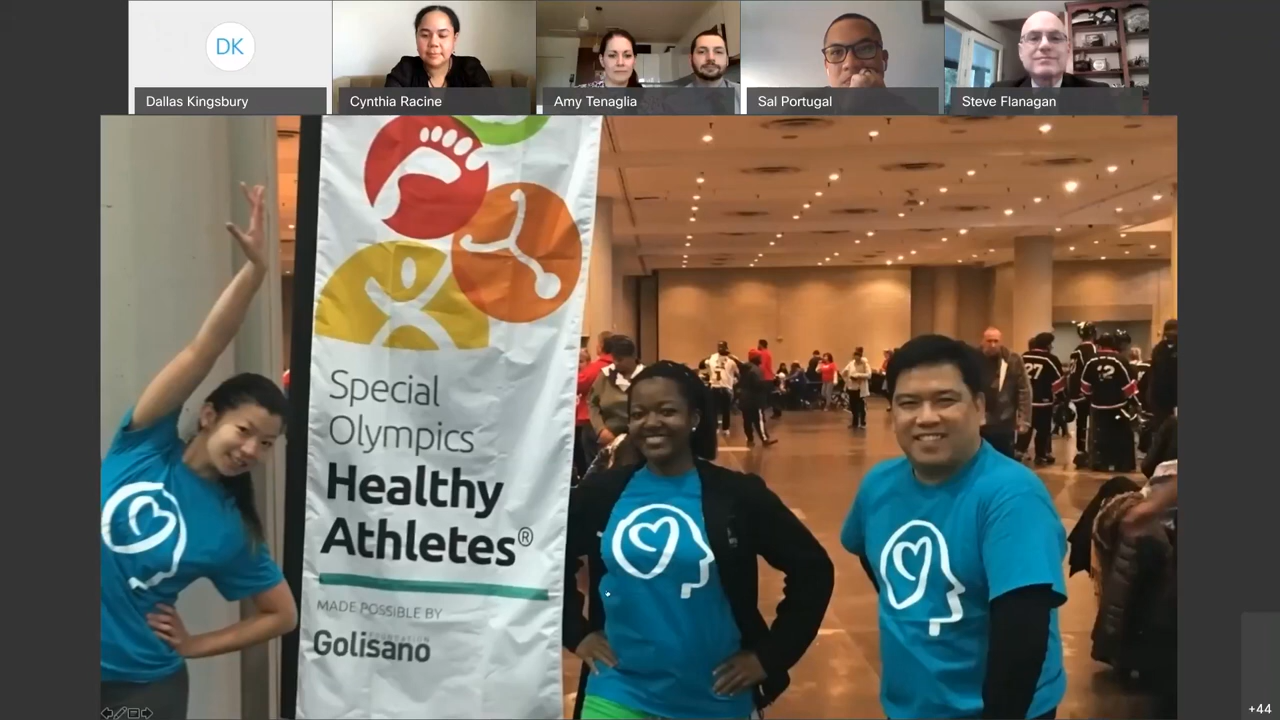 DK
Dallas Kingsbury
Cynthia Racine
Amy Tenaglia
Sal Portugal
Steve Flanagan
Special
Olympics
Healthy
Athletes®
MADE POSSIBLE BY
Golisano
FOUNDATION
27
12
+44